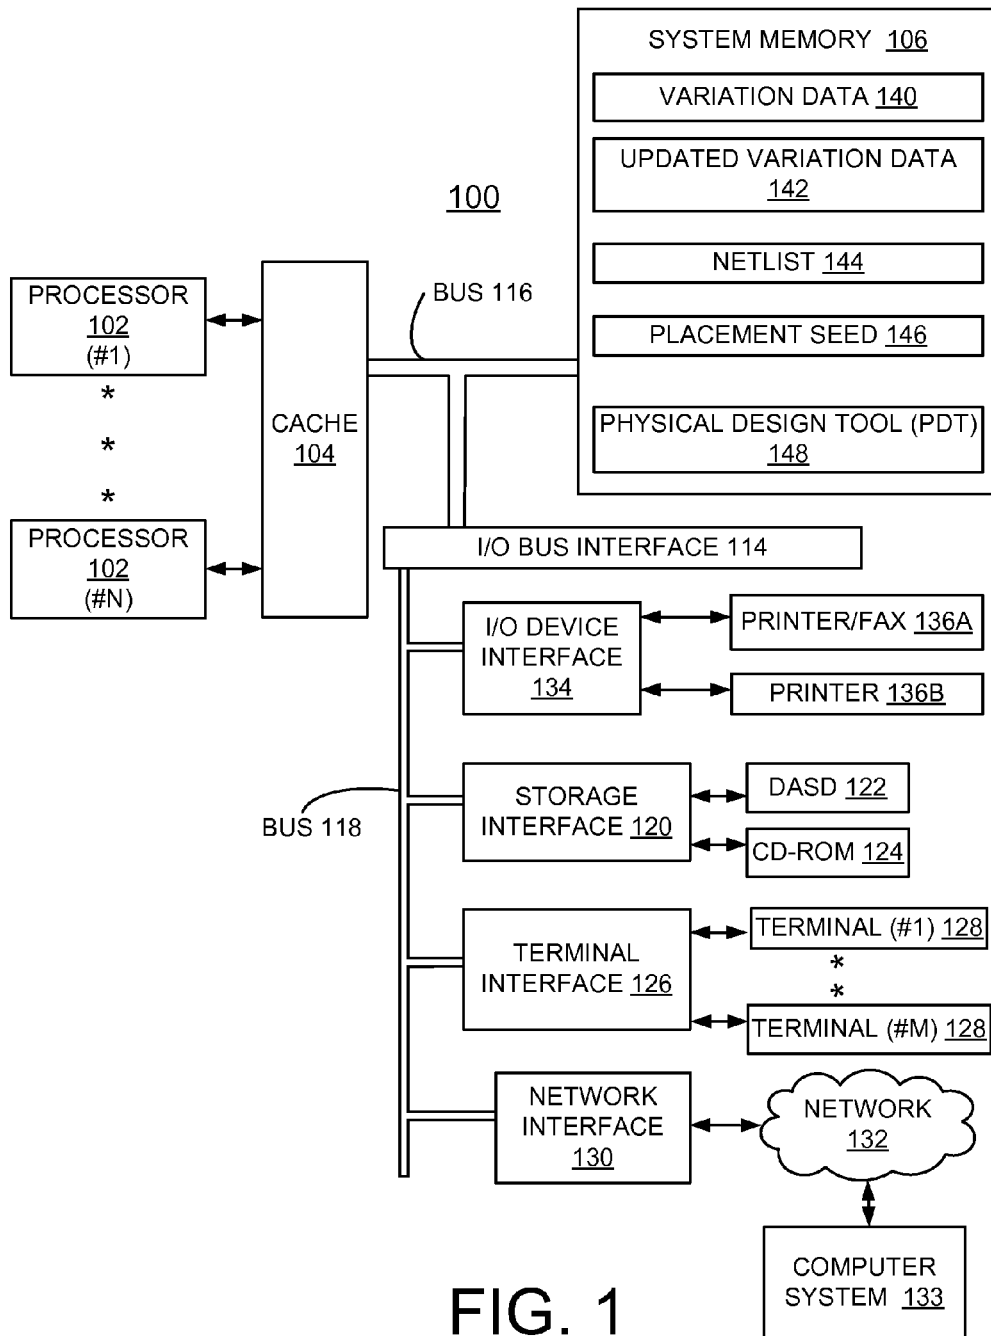 SYSTEM MEMORY 106
VARIATION DATA 140
UPDATED VARIATION DATA
142
NETLIST 144
PLACEMENT SEED 146
PHYSICAL DESIGN TOOL (PDT)
148
100
BUS 116
PROCESSOR
102
(#1)
*
*
*
PROCESSOR
102
(#N)
CACHE
104
I/O BUS INTERFACE 114
I/O DEVICE
INTERFACE
134
PRINTER/FAX 136A
PRINTER 136B
BUS 118
STORAGE
INTERFACE 120
DASD 122
CD-ROM 124
TERMINAL
INTERFACE 126
TERMINAL (#1) 128
*
*
TERMINAL (#M) 128
NETWORK
INTERFACE
130
NETWORK
132
COMPUTER
SYSTEM 133
FIG. 1